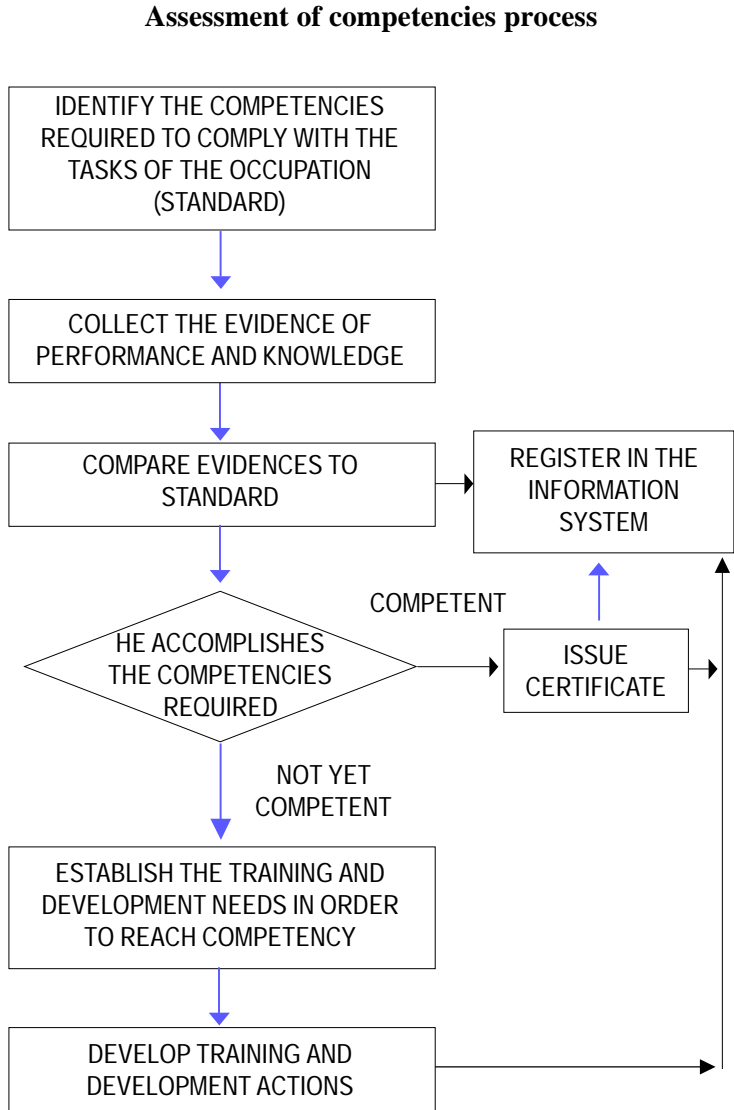 Assessment of competencies process
IDENTIFY THE COMPETENCIES
REQUIRED TO COMPLY WITH THE
TASKS OF THE OCCUPATION
(STANDARD)
COLLECT THE EVIDENCE OF
PERFORMANCE AND KNOWLEDGE
COMPARE EVIDENCES TO
STANDARD
REGISTER IN THE
INFORMATION
SYSTEM
HE ACCOMPLISHES
THE COMPETENCIES
REQUIRED
COMPETENT
ISSUE
CERTIFICATE
NOT YET
COMPETENT
ESTABLISH THE TRAINING AND
DEVELOPMENT NEEDS IN ORDER
TO REACH COMPETENCY
DEVELOP TRAINING AND
DEVELOPMENT ACTIONS